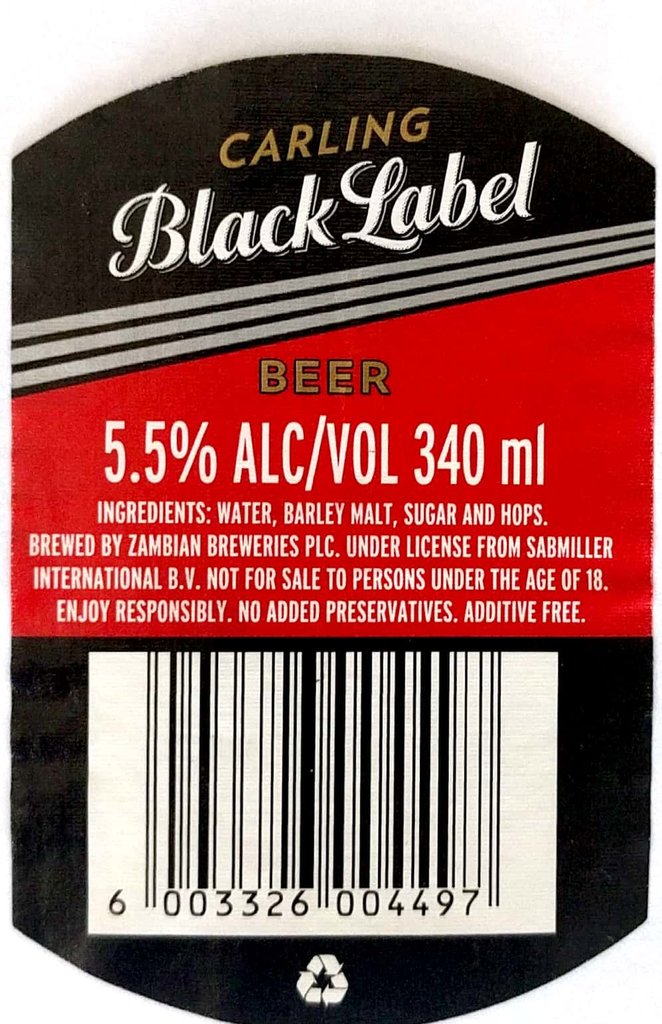 CARLING
Black Label
BEER
5.5% ALC/VOL 340 ml
INGREDIENTS: WATER, BARLEY MALT, SUGAR AND HOPS.
BREWED BY ZAMBIAN BREWERIES PLC. UNDER LICENSE FROM SABMILLER
INTERNATIONAL B.V. NOT FOR SALE TO PERSONS UNDER THE AGE OF 18.
ENJOY RESPONSIBLY. NO ADDED PRESERVATIVES. ADDITIVE FREE.
6 003326 004497